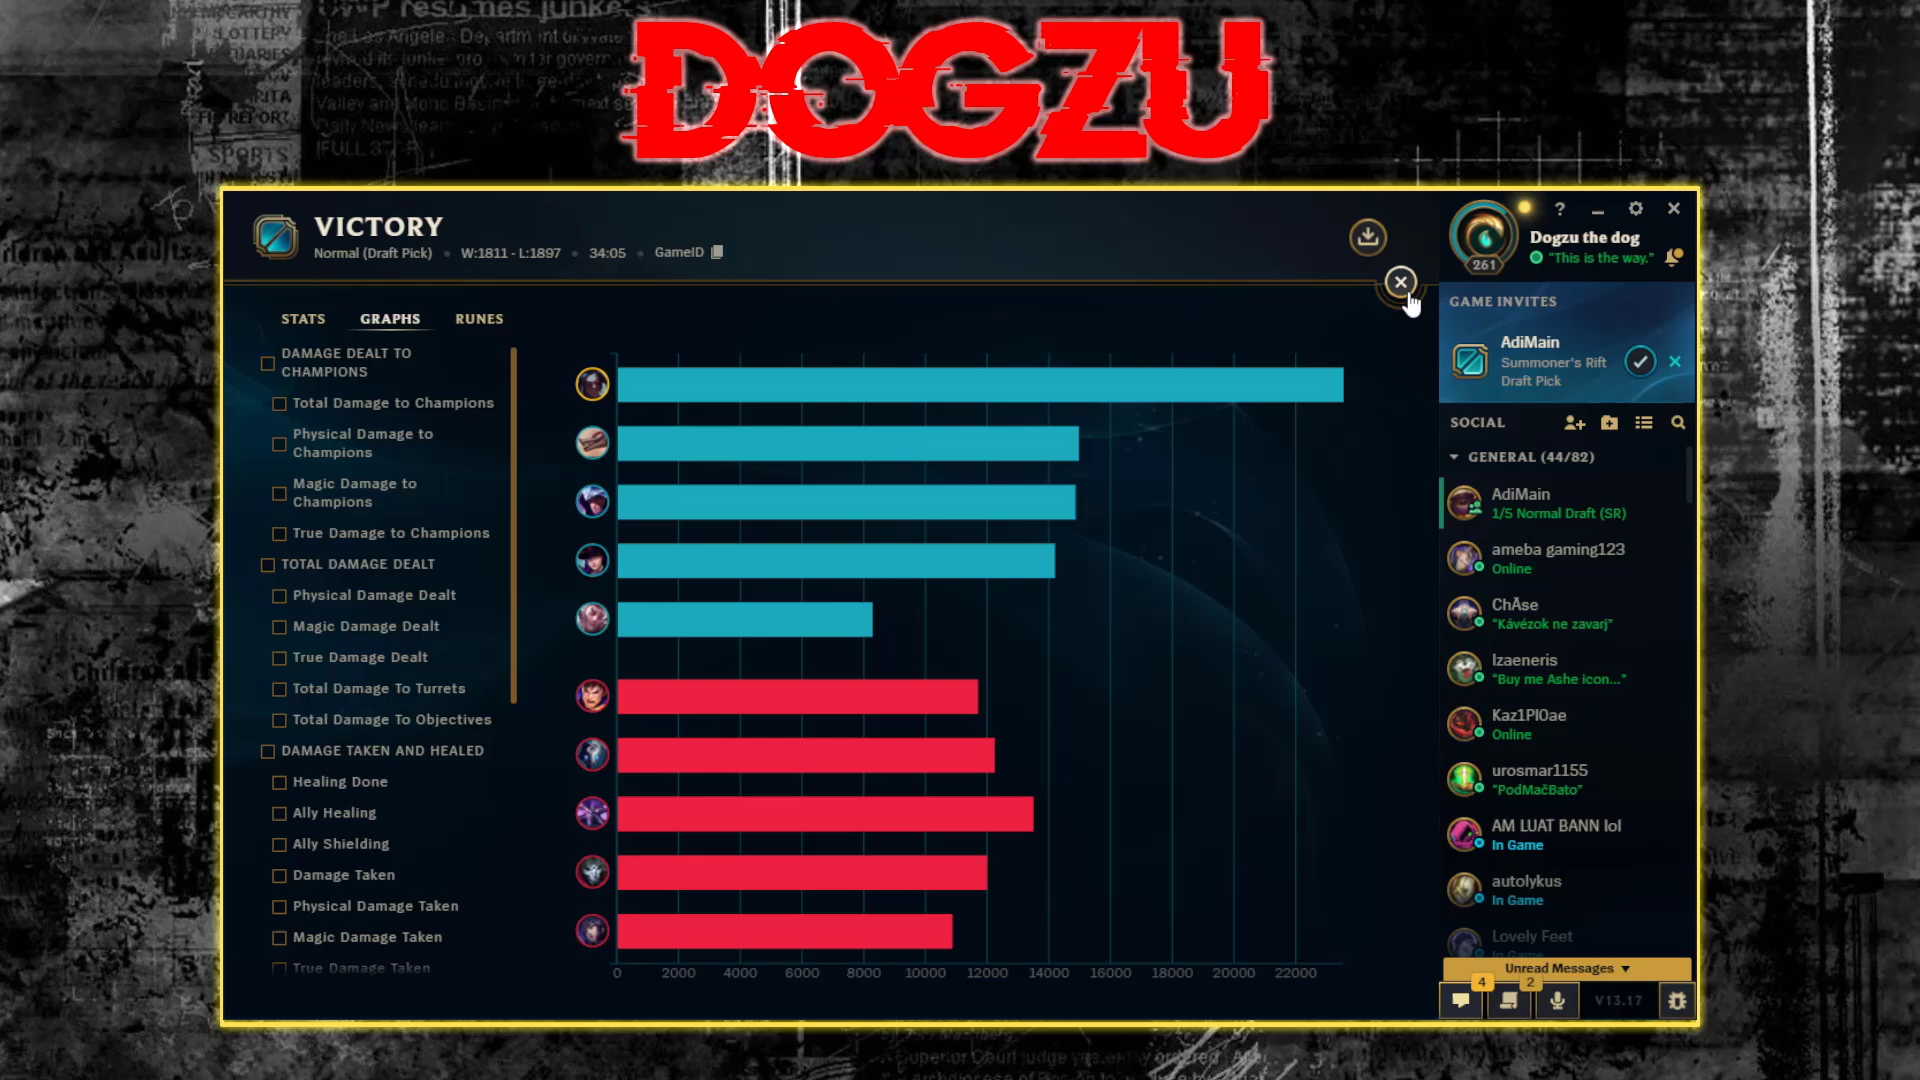 DOGZU
McCARTHY
LOTTERY
SPORTS
VICTORY
Normal (Draft Pick) • W:1811 - L:1897 • 34:05 • GameID
STATS GRAPHS RUNES
DAMAGE DEALT TO
CHAMPIONS
Total Damage to Champions
Physical Damage to
Champions
Magic Damage to
Champions
True Damage to Champions
TOTAL DAMAGE DEALT
Physical Damage Dealt
Magic Damage Dealt
True Damage Dealt
Total Damage To Turrets
Total Damage To Objectives
DAMAGE TAKEN AND HEALED
Healing Done
Ally Healing
Ally Shielding
Damage Taken
Physical Damage Taken
Magic Damage Taken
True Damage Taken
0 2000 4000 6000 8000 10000 12000 14000 16000 18000 20000 22000
?
261
Dogzu the dog
"This is the way."
GAME INVITES
AdiMain
Summoner's Rift
Draft Pick
SOCIAL
GENERAL (44/82)
AdiMain
1/5 Normal Draft (SR)
ameba gaming123
Online
ChĂse
"Kávézok ne zavarj"
Izaeneris
"Buy me Ashe icon..."
Kaz1Pl0ae
Online
urosmar1155
"PodMačBato"
AM LUAT BANN lol
In Game
autolykus
In Game
Lovely Feet
In Game
Unread Messages
4
2
V13.17